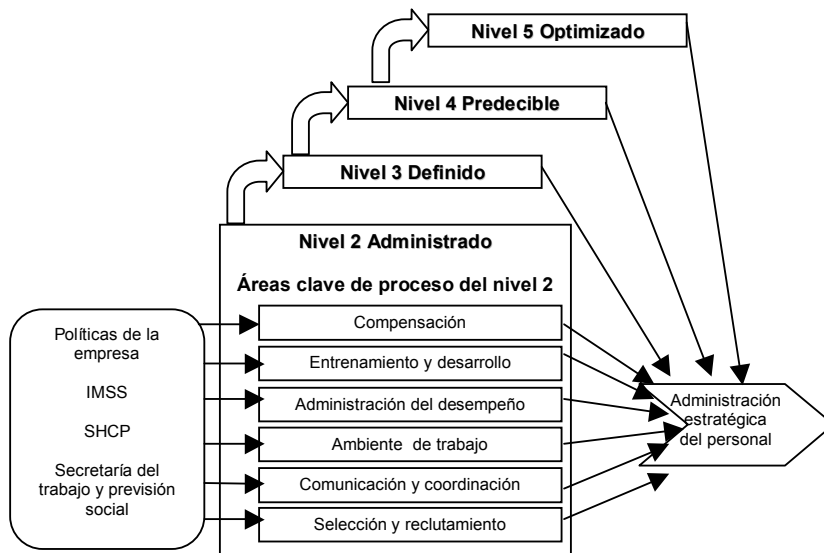 Nivel 5 Optimizado
Nivel 4 Predecible
Nivel 3 Definido
Nivel 2 Administrado
Áreas clave de proceso del nivel 2
Políticas de la
empresa
IMSS
SHCP
Secretaría del
trabajo y previsión
social
Compensación
Entrenamiento y desarrollo
Administración del desempeño
Ambiente de trabajo
Comunicación y coordinación
Selección y reclutamiento
Administración
estratégica
del personal